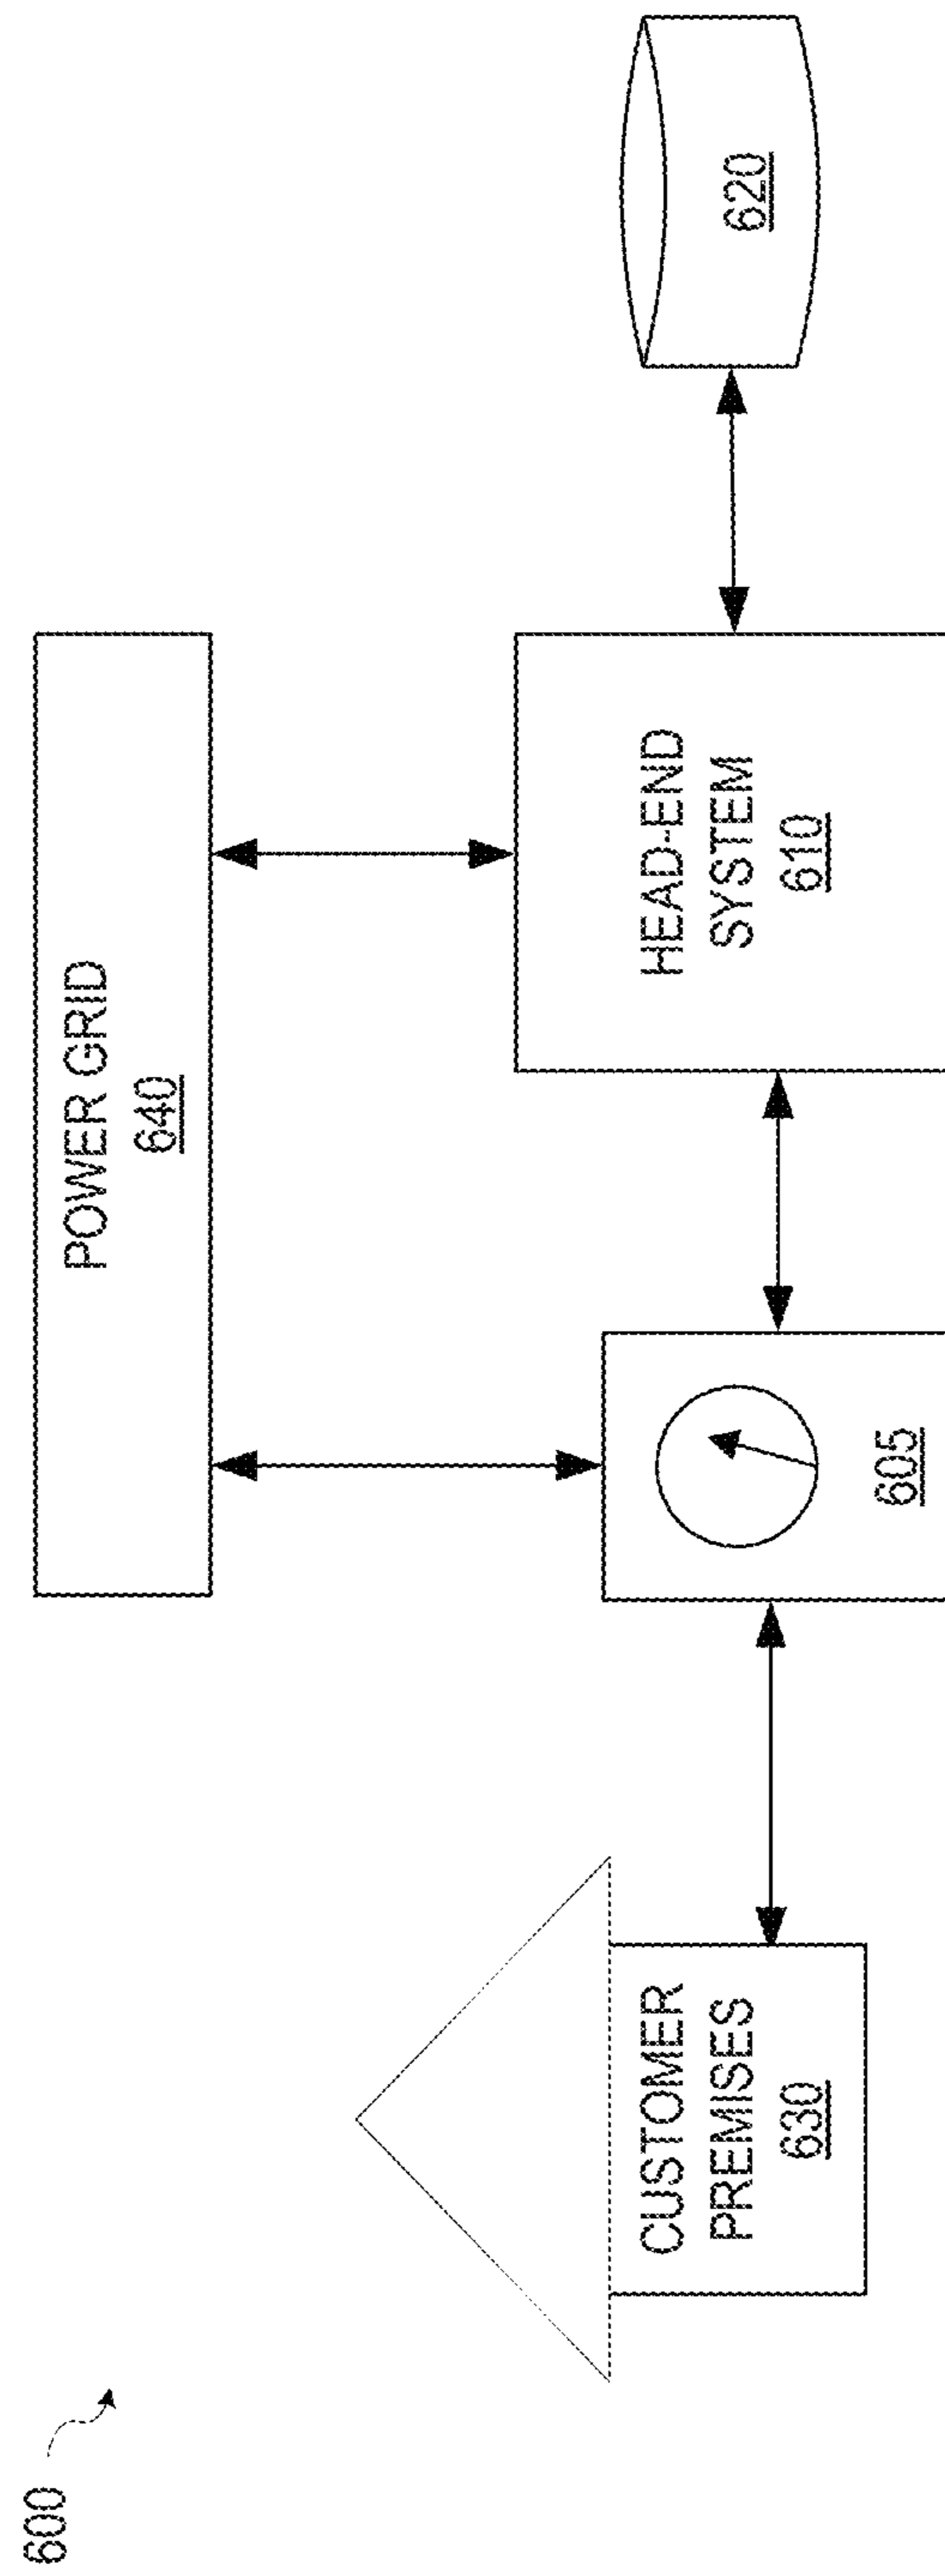 600
POWER GRID
640
CUSTOMER
PREMISES
630
605
HEAD-END
SYSTEM
610
620